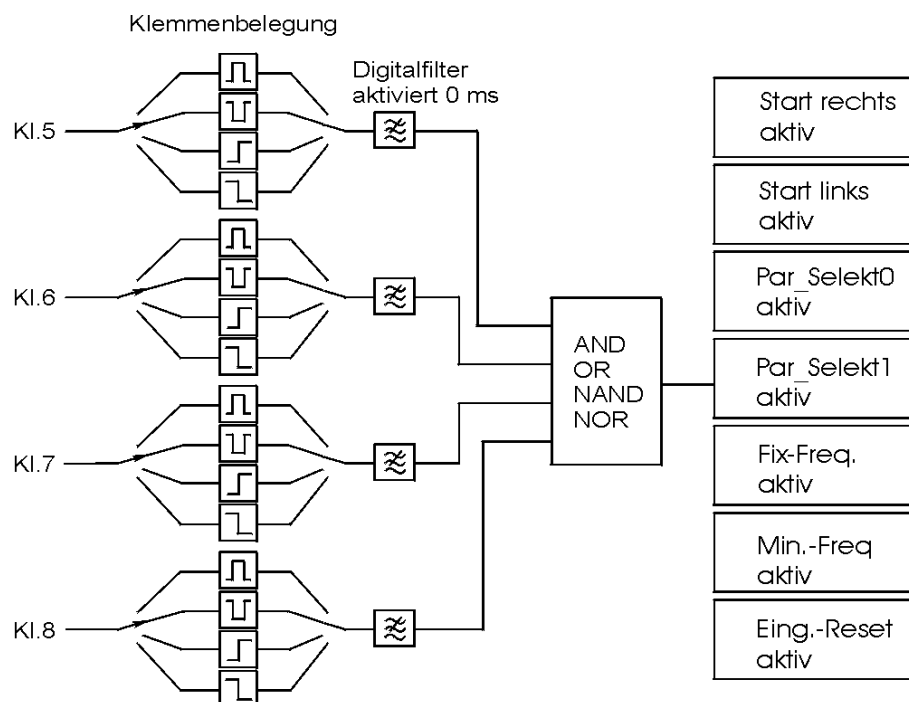 Klemmenbelegung
Digitalfilter
aktiviert 0 ms
Kl.5
Kl.6
Kl.7
Kl.8
AND
OR
NAND
NOR
Start rechts
aktiv
Start links
aktiv
Par_Selekt0
aktiv
Par_Selekt1
aktiv
Fix-Freq.
aktiv
Min.-Freq
aktiv
Eing.-Reset
aktiv